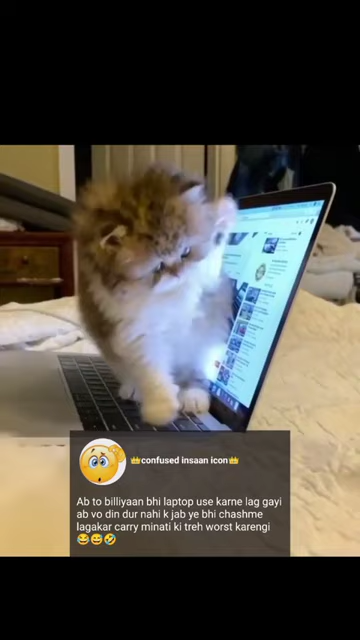 👑confused insaan icon👑
Ab to billiyaan bhi laptop use karne lag gayi
ab vo din dur nahi k jab ye bhi chashme
lagakar carry minati ki treh worst karengi
😂😅🤣